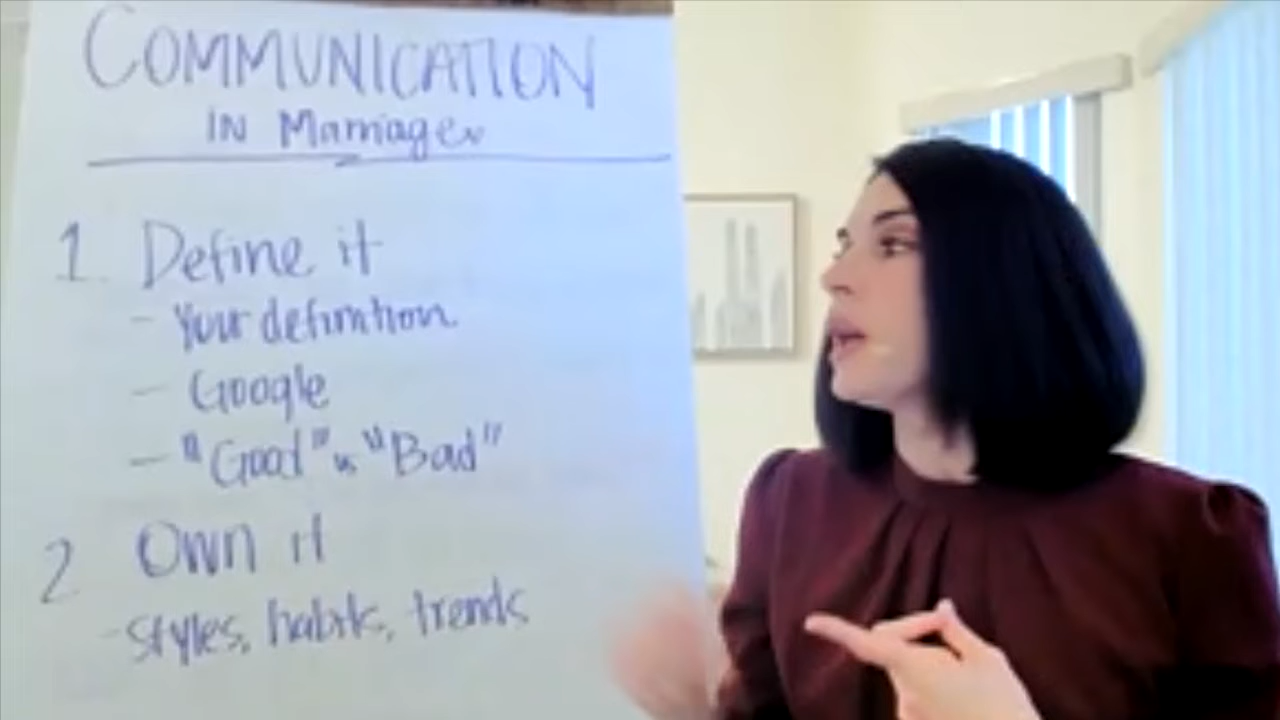 COMMUNICATION
IN Marriage
1. Define it
- Your definition.
- Google
- "Good" vs "Bad"
2 Own it
- styles, habits, trends